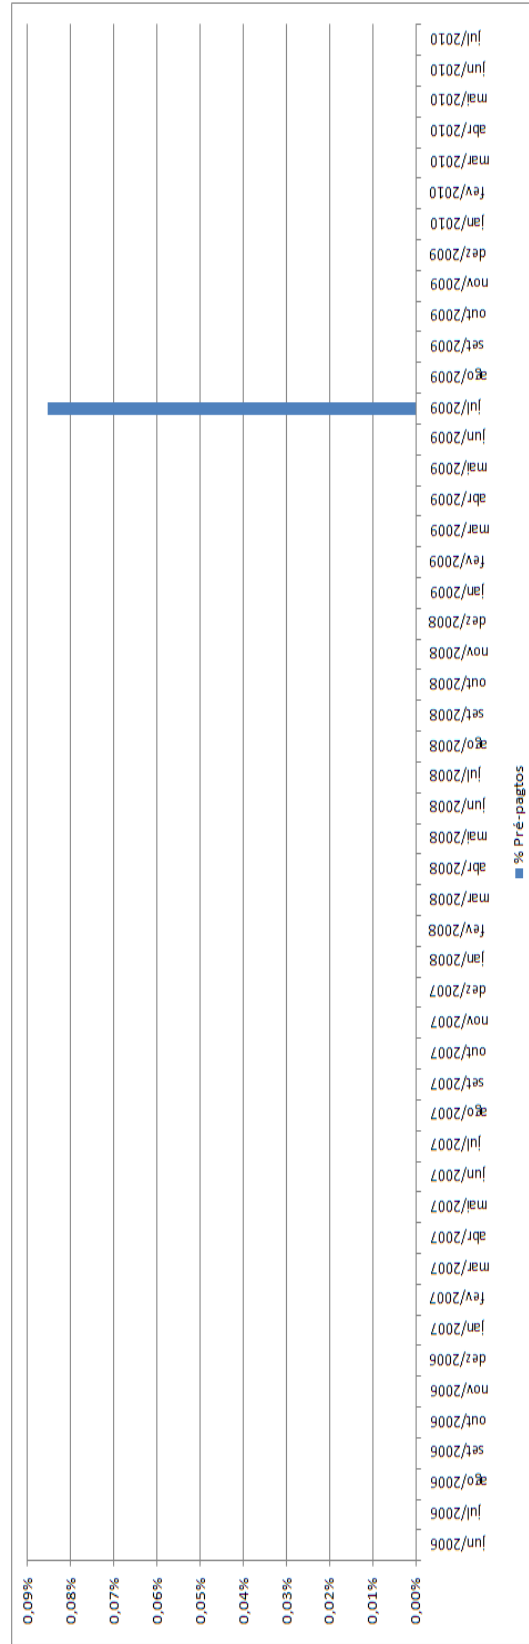 0,09%
0,08%
0,07%
0,06%
0,05%
0,04%
0,03%
0,02%
0,01%
0,00%
jun/2006
jul/2006
ago/2006
set/2006
out/2006
nov/2006
dez/2006
jan/2007
fev/2007
mar/2007
abr/2007
mai/2007
jun/2007
jul/2007
ago/2007
set/2007
out/2007
nov/2007
dez/2007
jan/2008
fev/2008
mar/2008
abr/2008
mai/2008
jun/2008
jul/2008
ago/2008
set/2008
out/2008
nov/2008
dez/2008
jan/2009
fev/2009
mar/2009
abr/2009
mai/2009
jun/2009
jul/2009
ago/2009
set/2009
out/2009
nov/2009
dez/2009
jan/2010
fev/2010
mar/2010
abr/2010
mai/2010
jun/2010
jul/2010
% Pré-pagtos